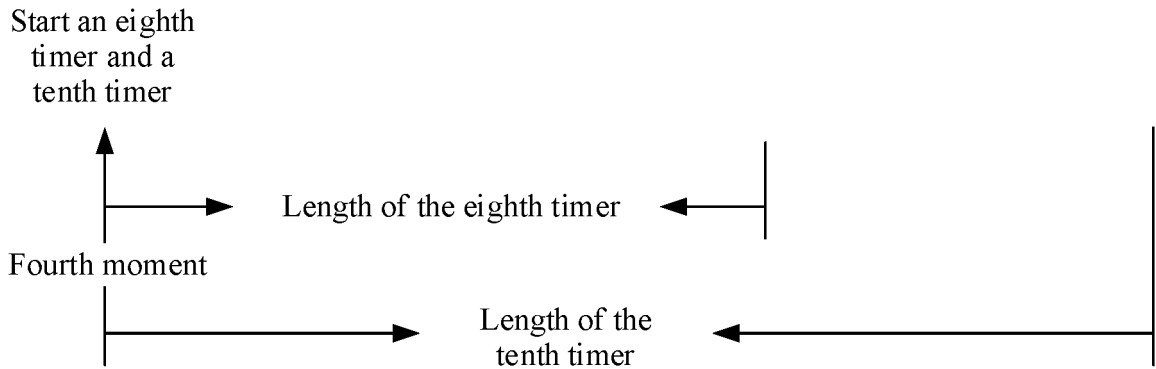 Start an eighth
timer and a
tenth timer
Length of the eighth timer
Fourth moment
Length of the
tenth timer